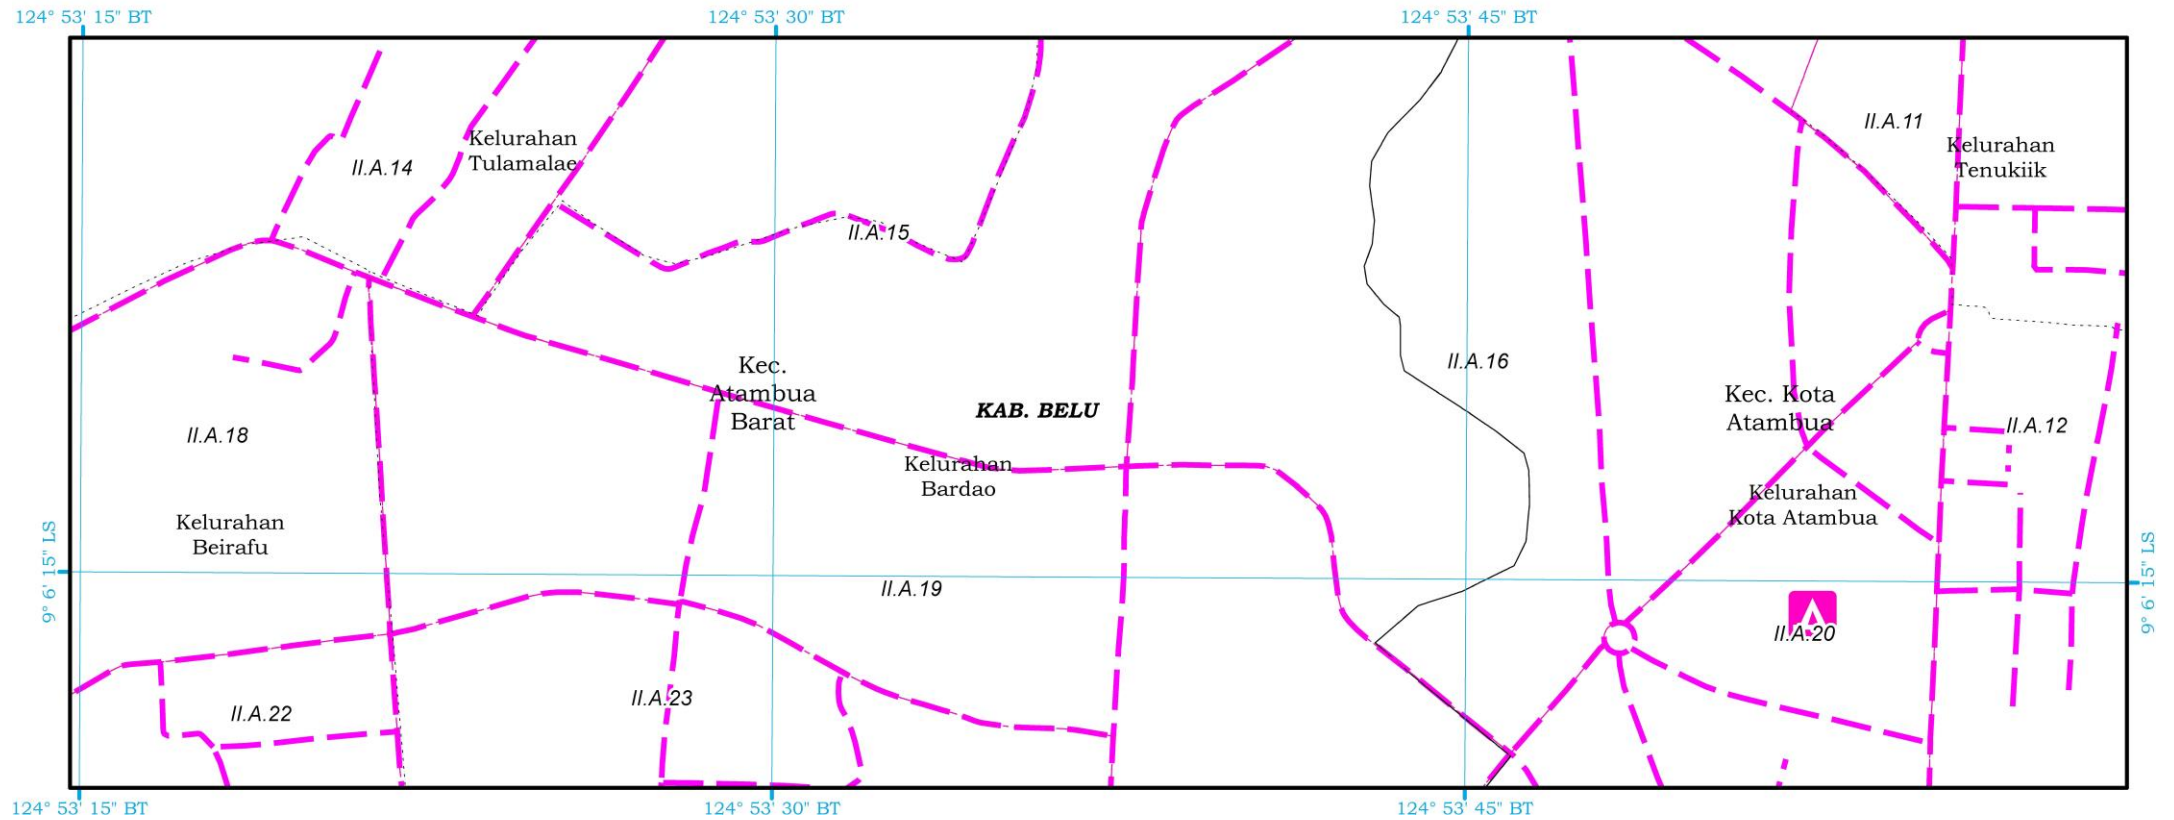 124° 53' 15" BT
124° 53' 30" BT
124° 53' 45" BT
II.A.11
Kelurahan
Tulamalae
Kelurahan
Tenukiik
II.A.14
II.A.15
Kec.
Atambua
Barat
II.A.16
KAB. BELU
Kec. Kota
Atambua
II.A.18
II.A.12
Kelurahan
Bardao
Kelurahan
Kota Atambua
Kelurahan
Beirafu
9° 6' 15" LS
9° 6' 15" LS
II.A.19
II.A.20
II.A.22
II.A.23
124° 53' 15" BT
124° 53' 30" BT
124° 53' 45" BT